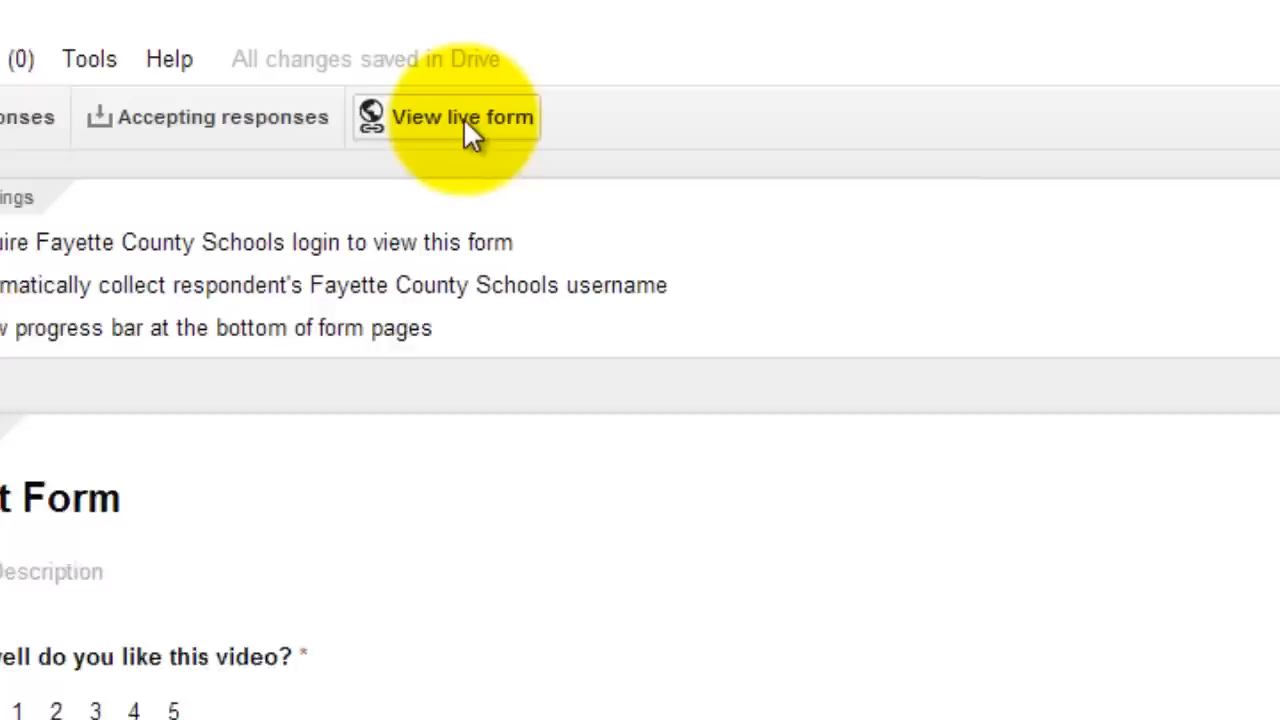 (0) Tools Help All changes saved in Drive
onses Accepting responses View live form
ings
uire Fayette County Schools login to view this form
matically collect respondent's Fayette County Schools username
w progress bar at the bottom of form pages
t Form
Description
well do you like this video? *
1 2 3 4 5